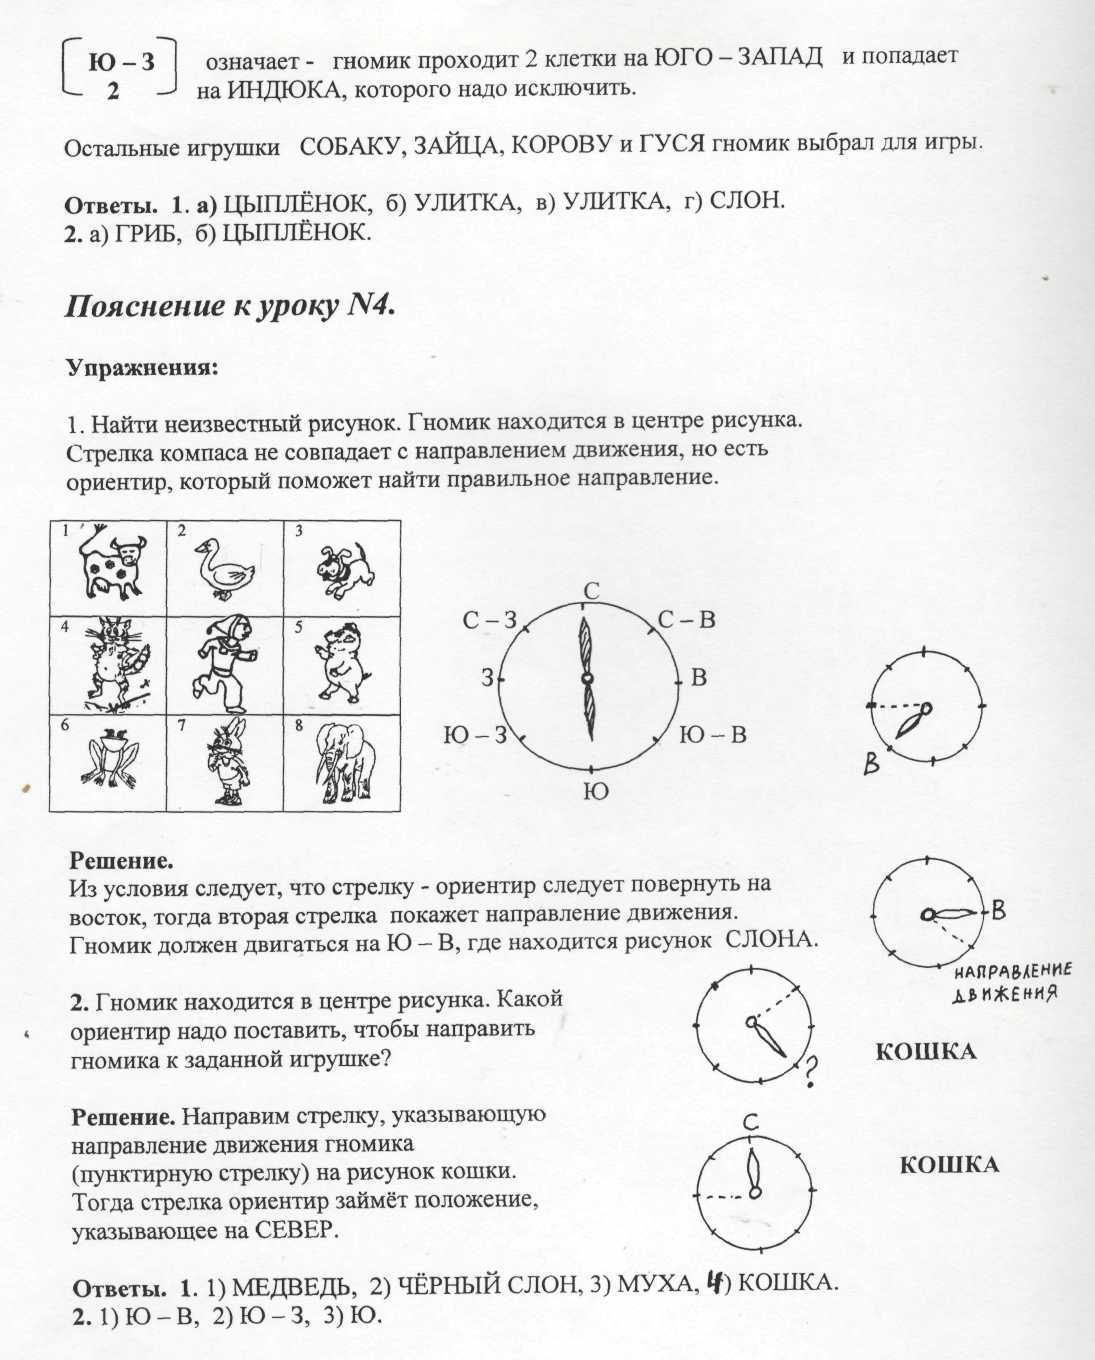 Ю – 3 означает - гномик проходит 2 клетки на ЮГО – ЗАПАД и попадает
2 на ИНДЮКА, которого надо исключить.
Остальные игрушки СОБАКУ, ЗАЙЦА, КОРОВУ и ГУСЯ гномик выбрал для игры.
Ответы. 1. а) ЦЫПЛЁНОК, б) УЛИТКА, в) УЛИТКА, г) СЛОН.
2. а) ГРИБ, б) ЦЫПЛЁНОК.
Пояснение к уроку N4.
Упражнения:
1. Найти неизвестный рисунок. Гномик находится в центре рисунка.
Стрелка компаса не совпадает с направлением движения, но есть
ориентир, который поможет найти правильное направление.
1 2 3
4 5
6 7 8
С
С – З С – В
З В
Ю – З Ю – В
Ю
В
Решение.
Из условия следует, что стрелку - ориентир следует повернуть на
восток, тогда вторая стрелка покажет направление движения.
Гномик должен двигаться на Ю – В, где находится рисунок СЛОНА.
В
НАПРАВЛЕНИЕ
ДВИЖЕНИЯ
2. Гномик находится в центре рисунка. Какой
ориентир надо поставить, чтобы направить
гномика к заданной игрушке?
?
КОШКА
Решение. Направим стрелку, указывающую
направление движения гномика
(пунктирную стрелку) на рисунок кошки.
Тогда стрелка ориентир займёт положение,
указывающее на СЕВЕР.
С
КОШКА
Ответы. 1. 1) МЕДВЕДЬ, 2) ЧЁРНЫЙ СЛОН, 3) МУХА, 4) КОШКА.
2. 1) Ю – В, 2) Ю – З, 3) Ю.